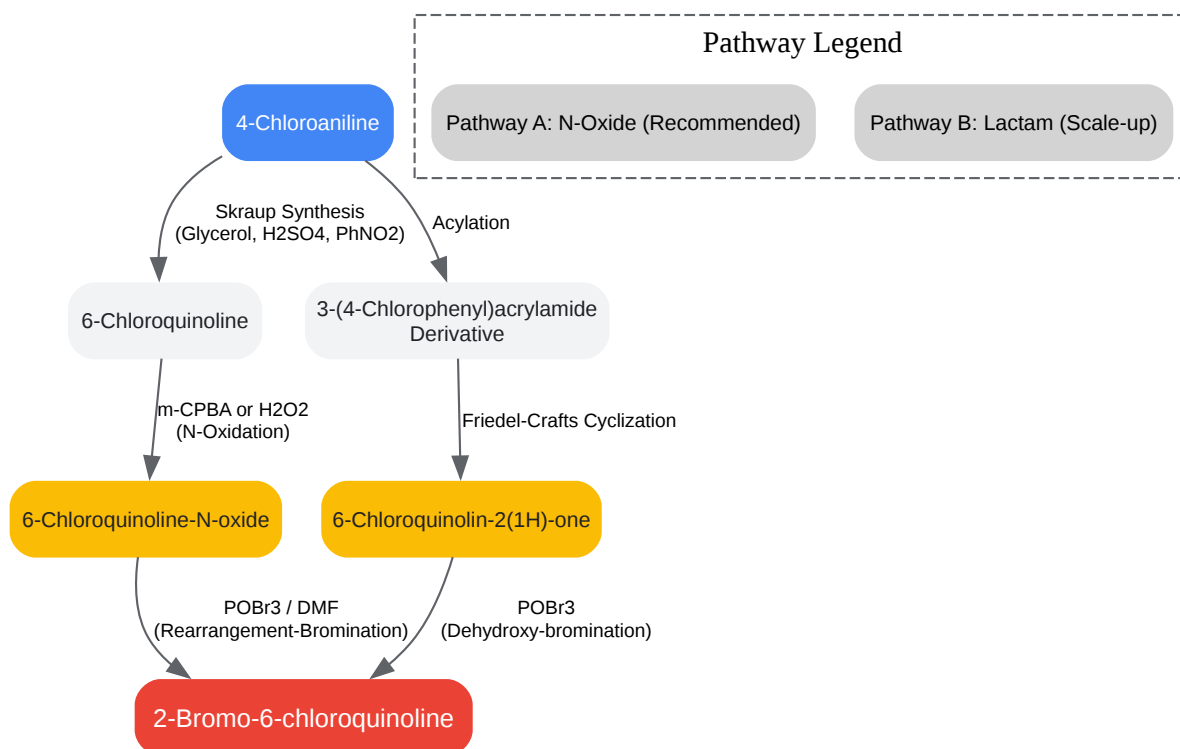 Pathway Legend
4-Chloroaniline
Pathway A: N-Oxide (Recommended)
Pathway B: Lactam (Scale-up)
Skraup Synthesis
(Glycerol, H2SO4, PhNO2)
Acylation
6-Chloroquinoline
3-(4-Chlorophenyl)acrylamide
Derivative
m-CPBA or H2O2
(N-Oxidation)
Friedel-Crafts Cyclization
6-Chloroquinoline-N-oxide
6-Chloroquinolin-2(1H)-one
POBr3 / DMF
(Rearrangement-Bromination)
POBr3
(Dehydroxy-bromination)
2-Bromo-6-chloroquinoline